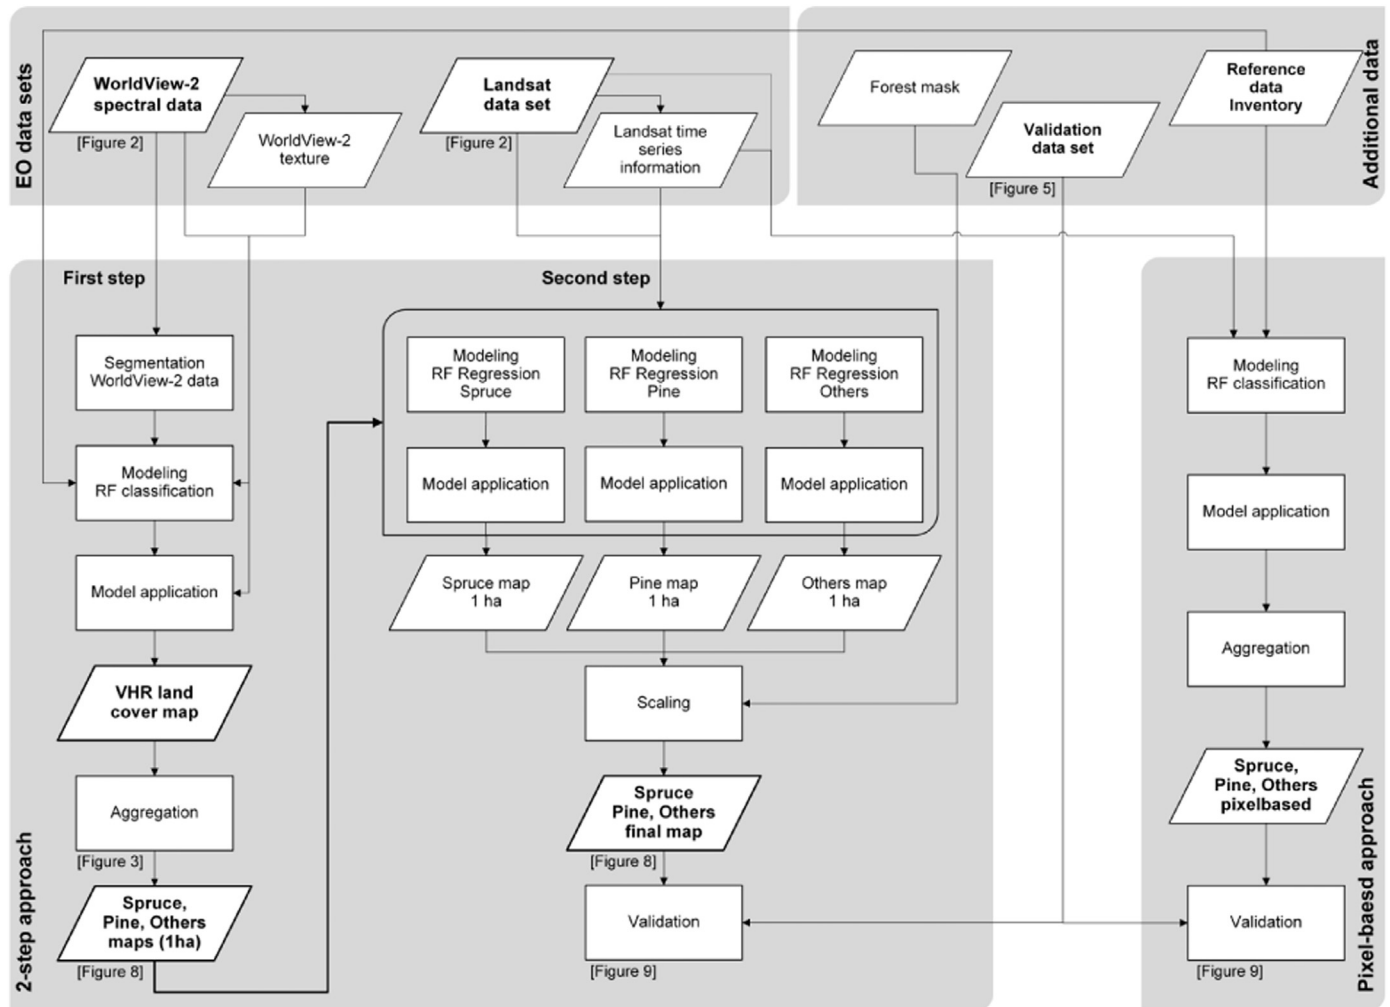 EO data sets
WorldView-2
spectral data
[Figure 2]
WorldView-2
texture
Landsat
data set
[Figure 2]
Landsat time
series
information
Additional data
Forest mask
Validation
data set
[Figure 5]
Reference
data
Inventory
2-step approach
First step
Segmentation
WorldView-2 data
Modeling
RF classification
Model application
VHR land
cover map
Aggregation
[Figure 3]
Spruce,
Pine, Others
maps (1ha)
[Figure 8]
Second step
Modeling
RF Regression
Spruce
Modeling
RF Regression
Pine
Modeling
RF Regression
Others
Model application
Model application
Model application
Spruce map
1 ha
Pine map
1 ha
Others map
1 ha
Scaling
Spruce
Pine, Others
final map
[Figure 8]
Validation
[Figure 9]
Pixel-baesd approach
Modeling
RF classification
Model application
Aggregation
Spruce,
Pine, Others
pixelbased
Validation
[Figure 9]